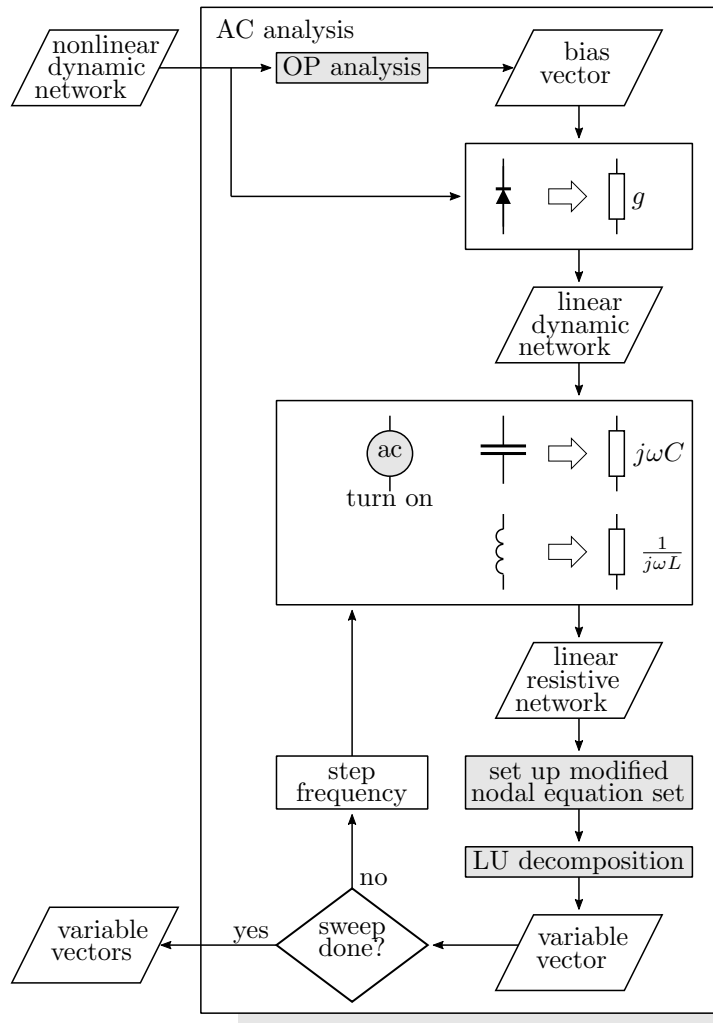 AC analysis
nonlinear
dynamic
network
OP analysis
bias
vector
g
linear
dynamic
network
ac
turn on
jωC
1/jωL
linear
resistive
network
step
frequency
set up modified
nodal equation set
LU decomposition
no
yes
sweep
done?
variable
vector
variable
vectors